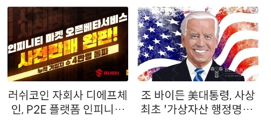 인피니티 마켓 오픈베타서비스
사전판매 완판!
RUSH
러쉬코인 자회사 디에프체
인, P2E 플랫폼 인피니…
조 바이든 美대통령, 사상
최초 '가상자산 행정명…